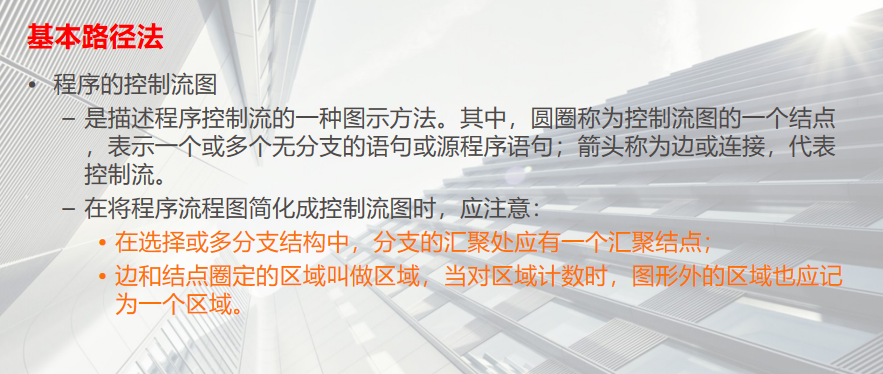 基本路径法
• 程序的控制流图
– 是描述程序控制流的一种图示方法。其中，圆圈称为控制流图的一个结点
，表示一个或多个无分支的语句或源程序语句；箭头称为边或连接，代表
控制流。
– 在将程序流程图简化成控制流图时，应注意：
• 在选择或多分支结构中，分支的汇聚处应有一个汇聚结点；
• 边和结点圈定的区域叫做区域，当对区域计数时，图形外的区域也应记
为一个区域。